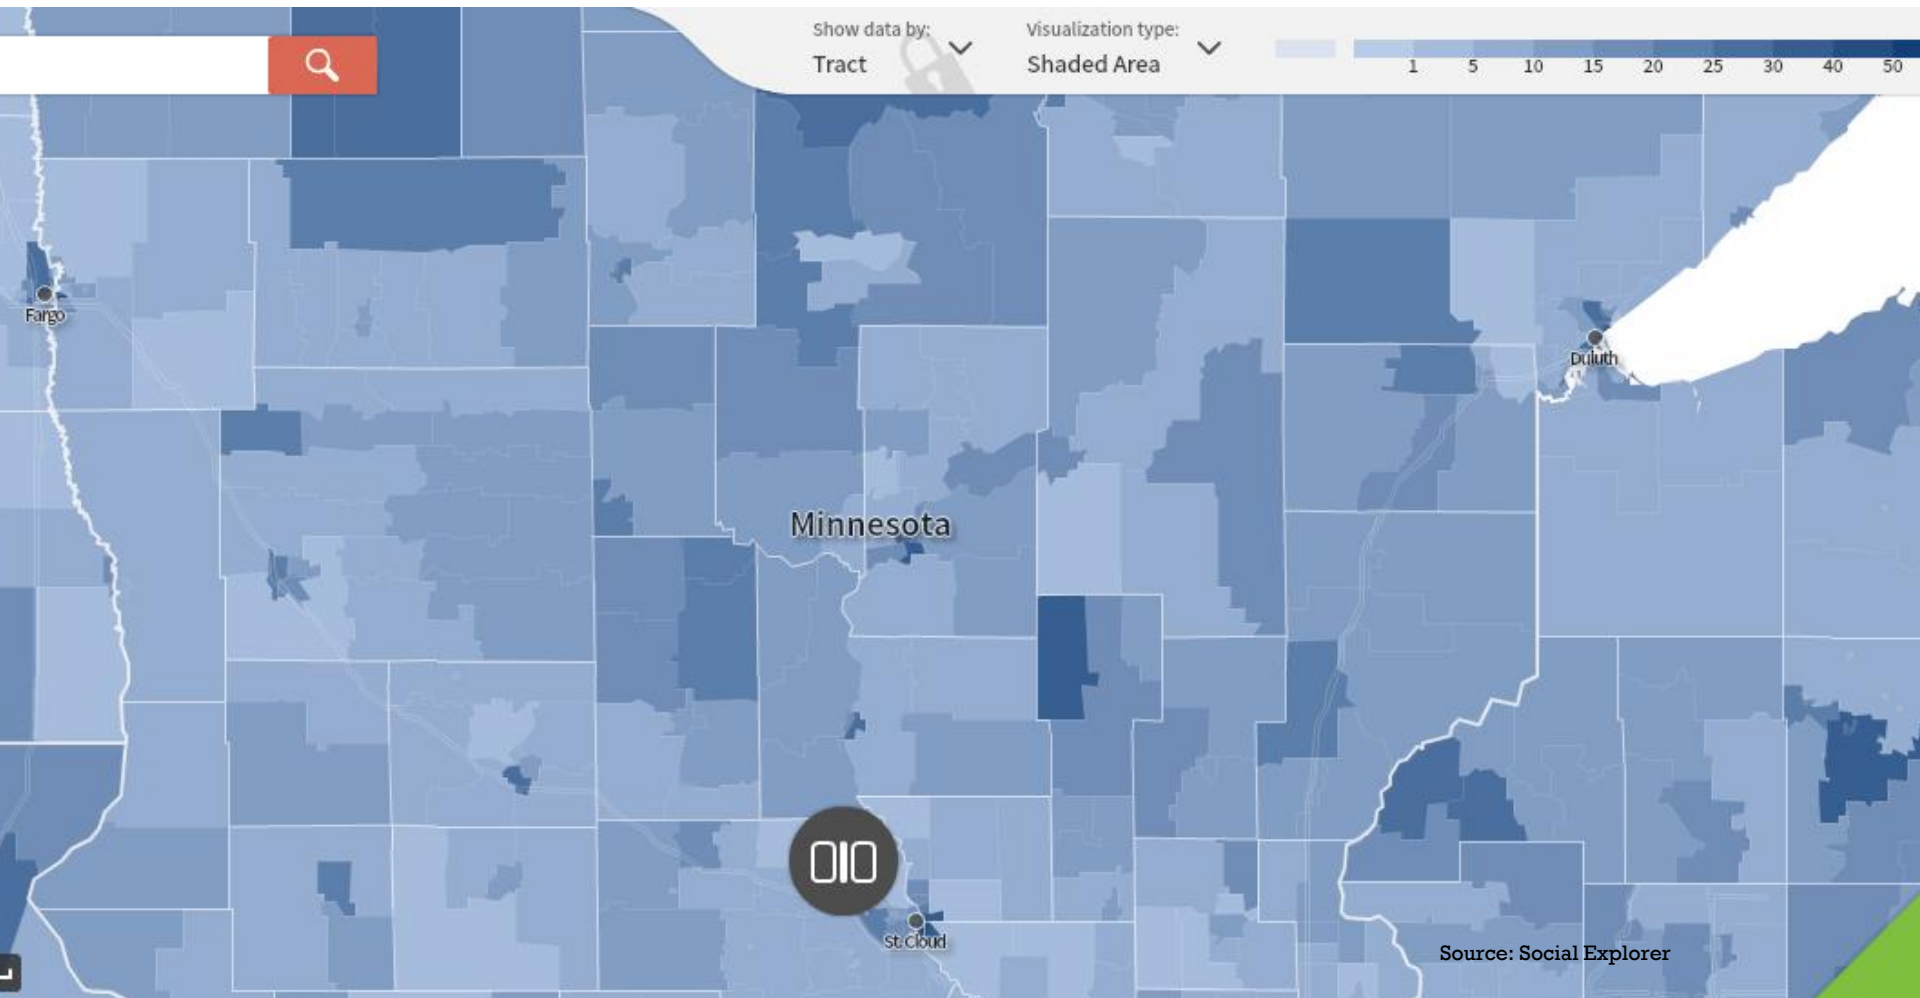 Show data by:
Tract
Visualization type:
Shaded Area
1 5 10 15 20 25 30 40 50
Fargo
Duluth
Minnesota
St. Cloud
Source: Social Explorer